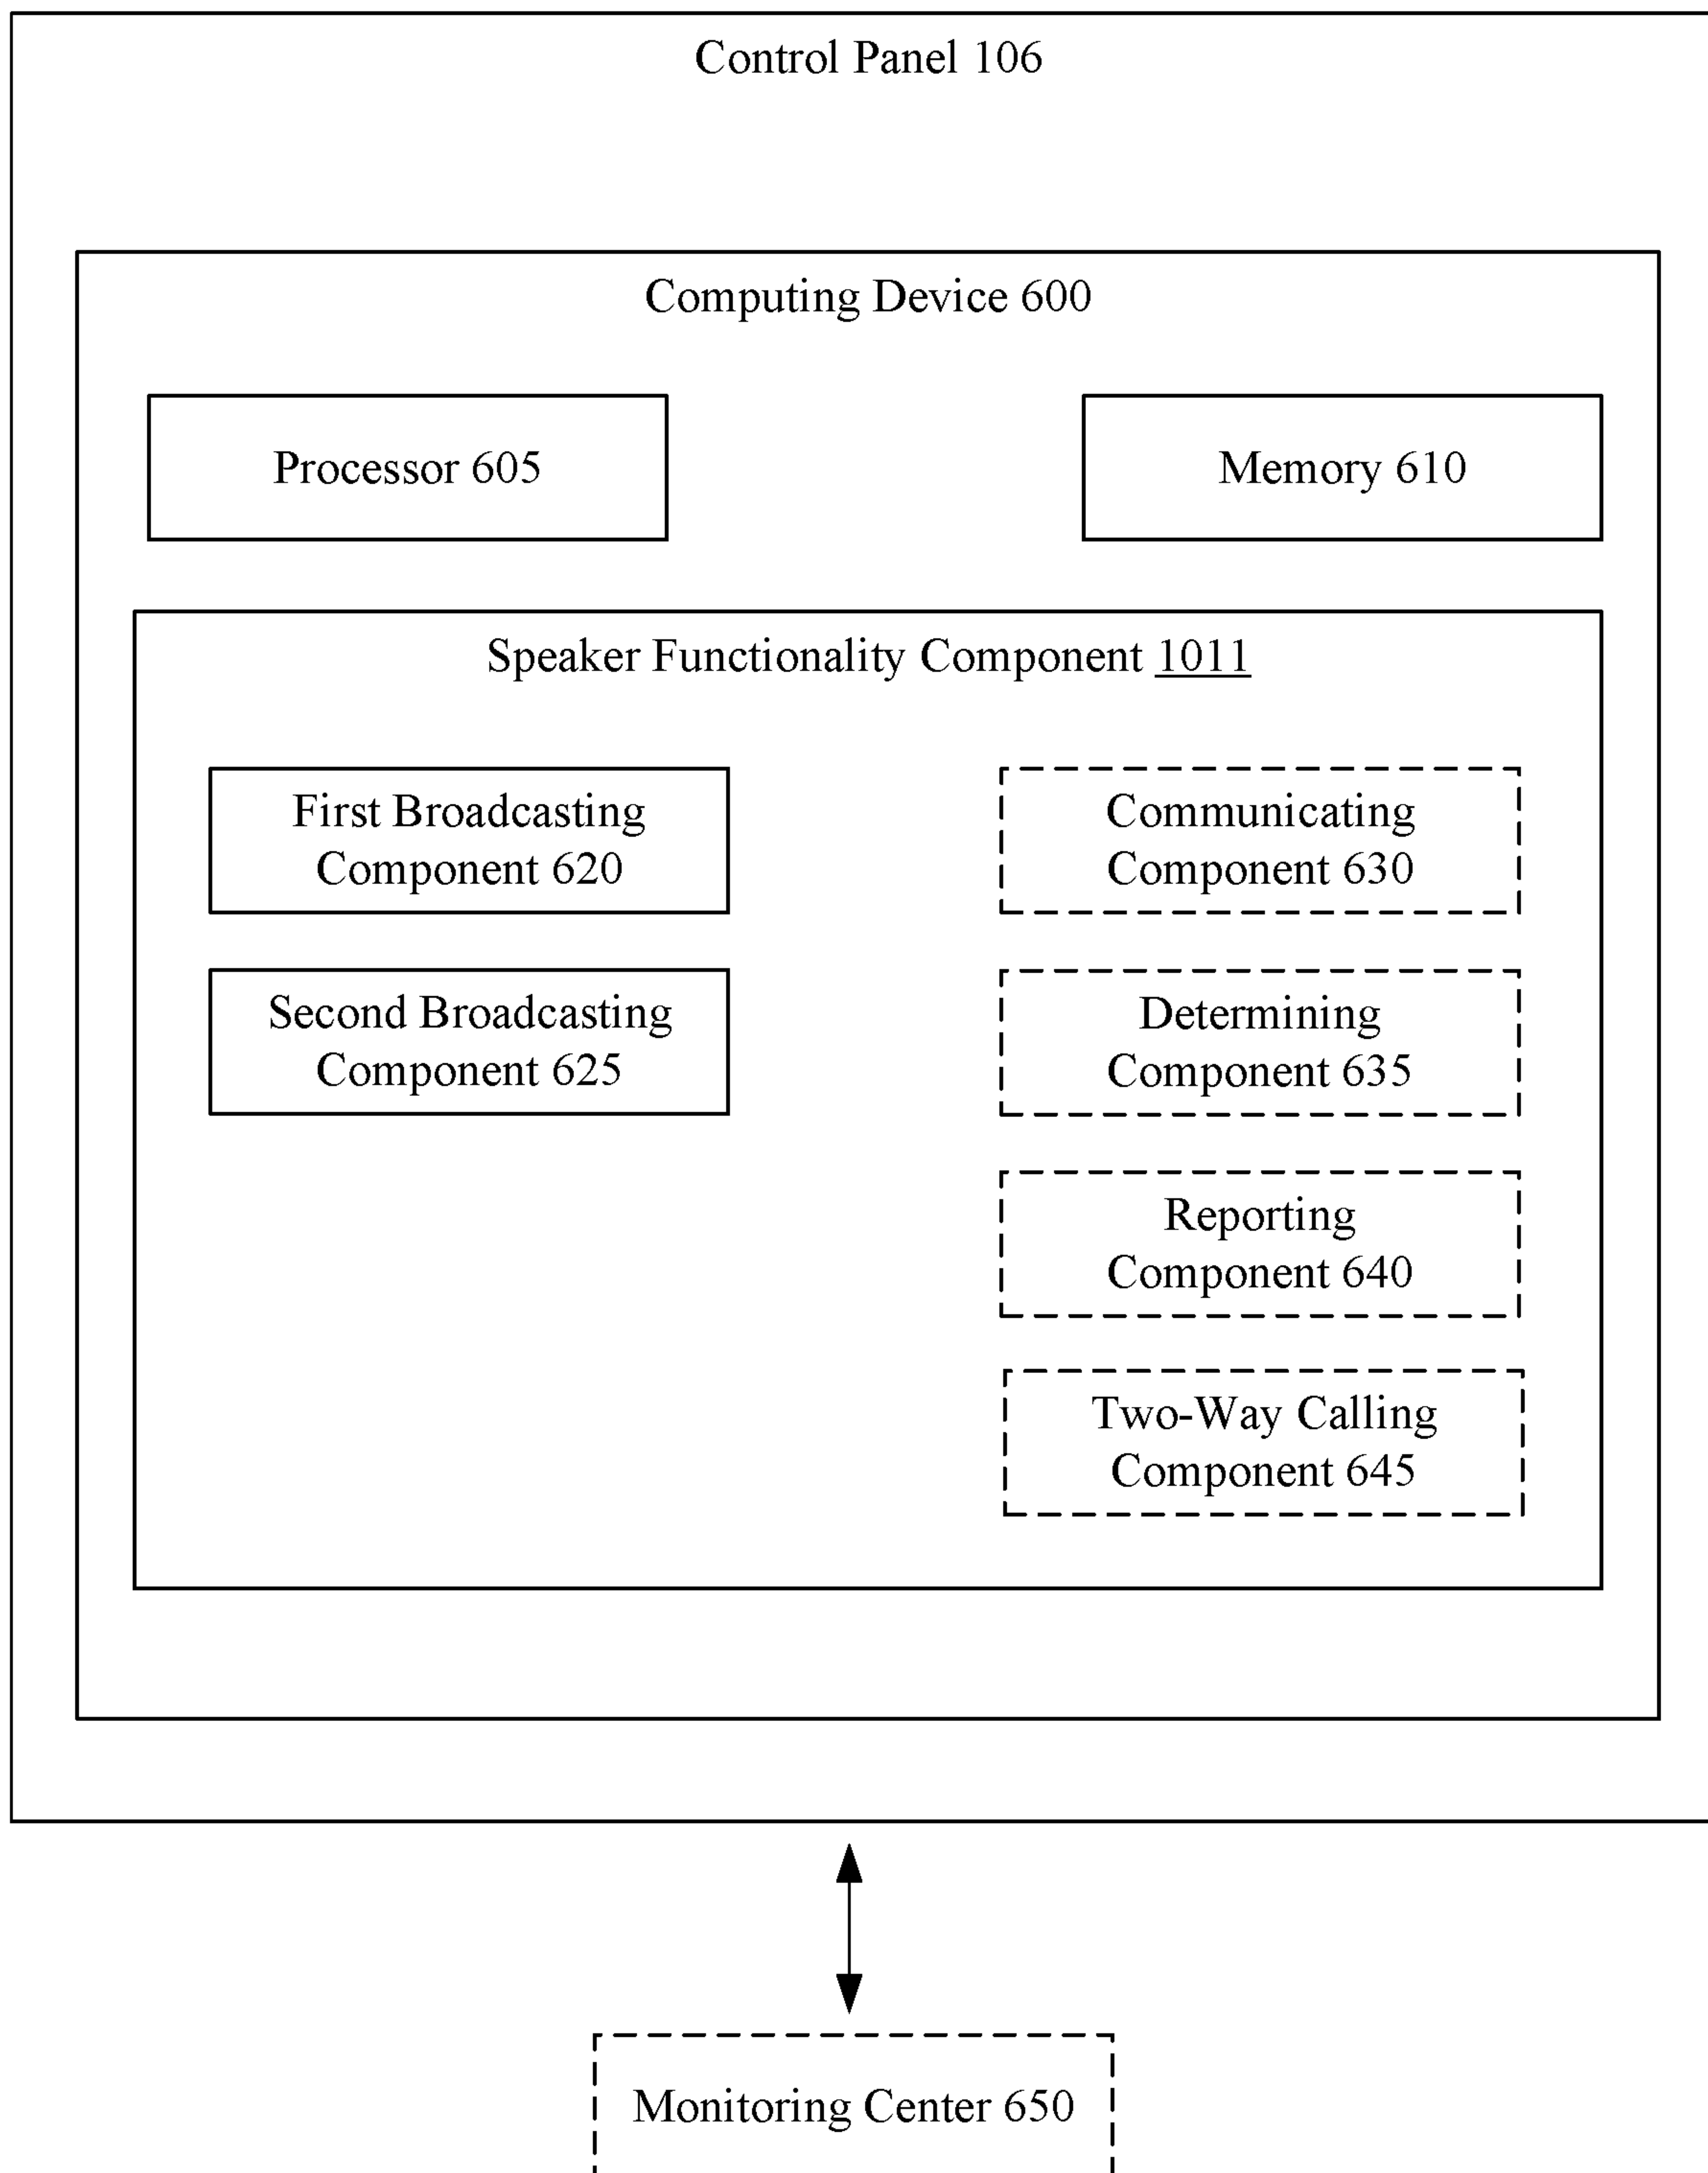 Control Panel 106
Computing Device 600
Processor 605
Memory 610
Speaker Functionality Component 1011
First Broadcasting
Component 620
Communicating
Component 630
Second Broadcasting
Component 625
Determining
Component 635
Reporting
Component 640
Two-Way Calling
Component 645
Monitoring Center 650